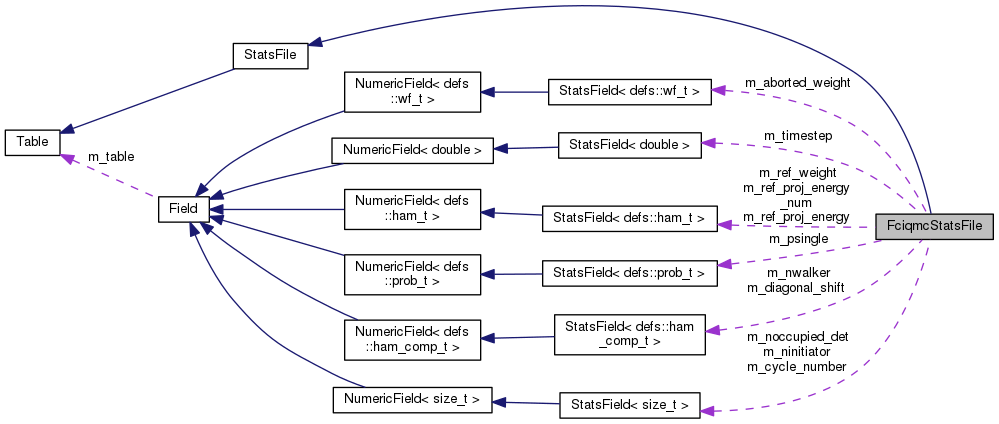 StatsFile
Table
m_table
Field
NumericField< defs
::wf_t >
NumericField< double >
NumericField< defs
::ham_t >
NumericField< defs
::prob_t >
NumericField< defs
::ham_comp_t >
NumericField< size_t >
StatsField< defs::wf_t >
StatsField< double >
StatsField< defs::ham_t >
StatsField< defs::prob_t >
StatsField< defs::ham
_comp_t >
StatsField< size_t >
m_aborted_weight
m_timestep
m_ref_weight
m_ref_proj_energy
_num
m_ref_proj_energy
m_psingle
m_nwalker
m_diagonal_shift
m_noccupied_det
m_ninitiator
m_cycle_number
FciqmcStatsFile